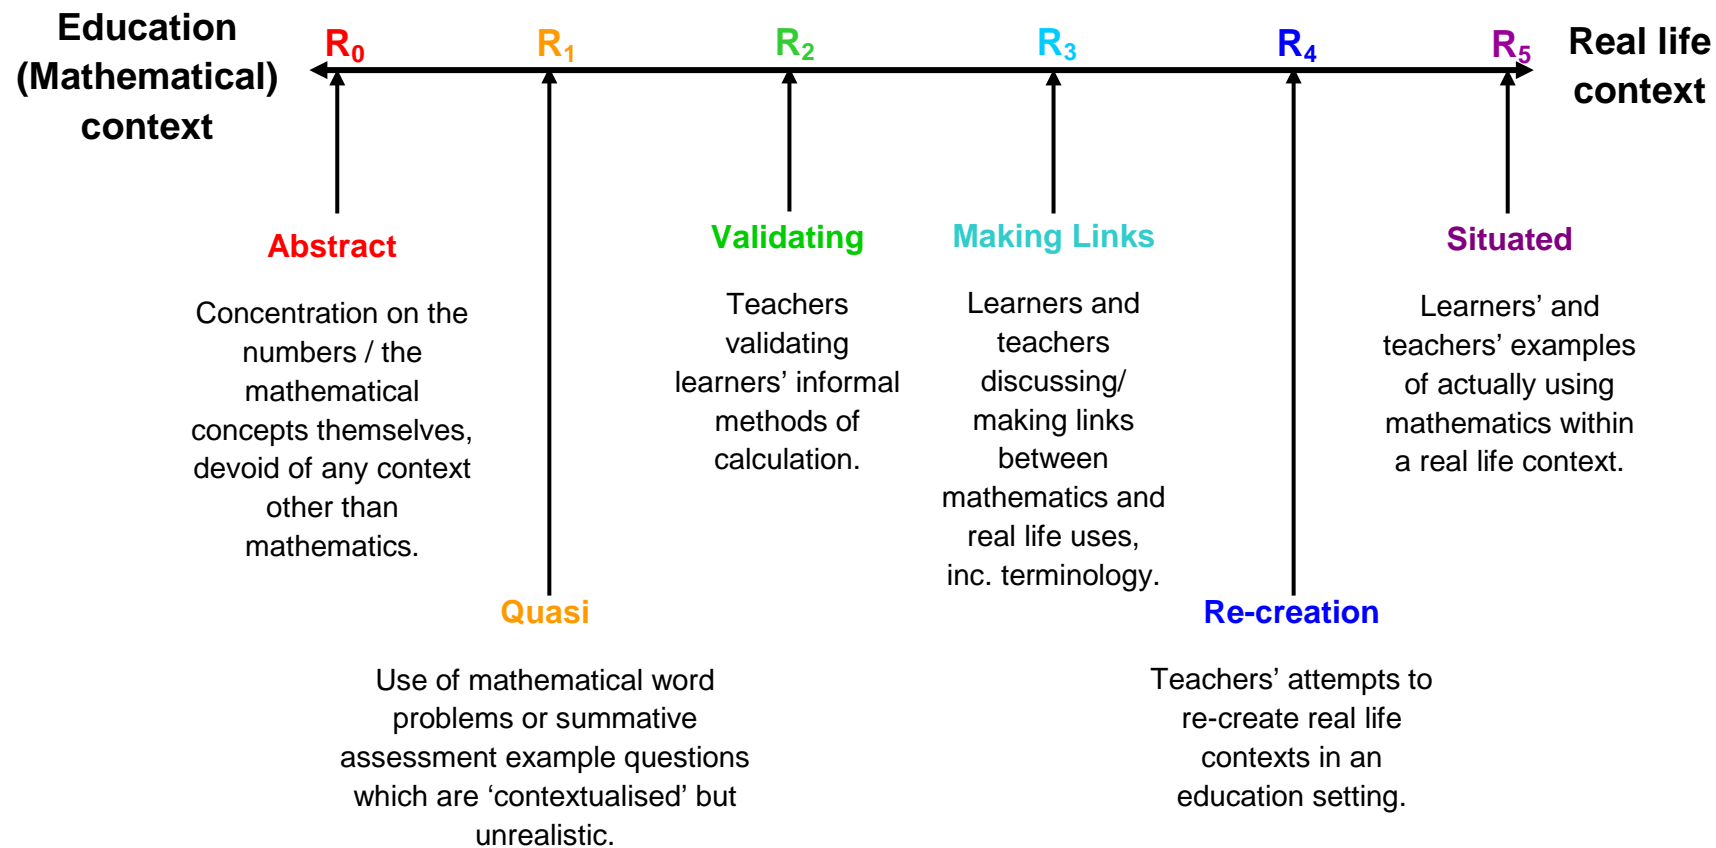 Education
(Mathematical)
context
R0
R1
R2
R3
R4
R5
Real life
context
Abstract
Concentration on the
numbers / the
mathematical
concepts themselves,
devoid of any context
other than
mathematics.
Quasi
Use of mathematical word
problems or summative
assessment example questions
which are ‘contextualised’ but
unrealistic.
Validating
Teachers
validating
learners’ informal
methods of
calculation.
Making Links
Learners and
teachers
discussing/
making links
between
mathematics and
real life uses,
inc. terminology.
Re-creation
Teachers’ attempts to
re-create real life
contexts in an
education setting.
Situated
Learners’ and
teachers’ examples
of actually using
mathematics within
a real life context.